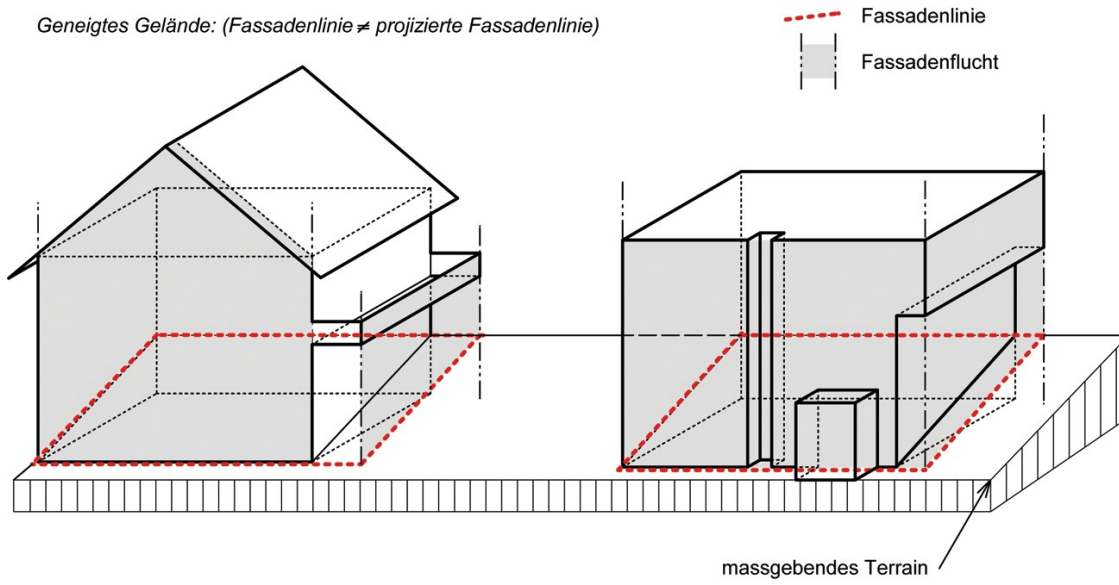 Geneigtes Gelände: (Fassadenlinie ≠ projizierte Fassadenlinie)
Fassadenlinie
Fassadenflucht
massgebendes Terrain